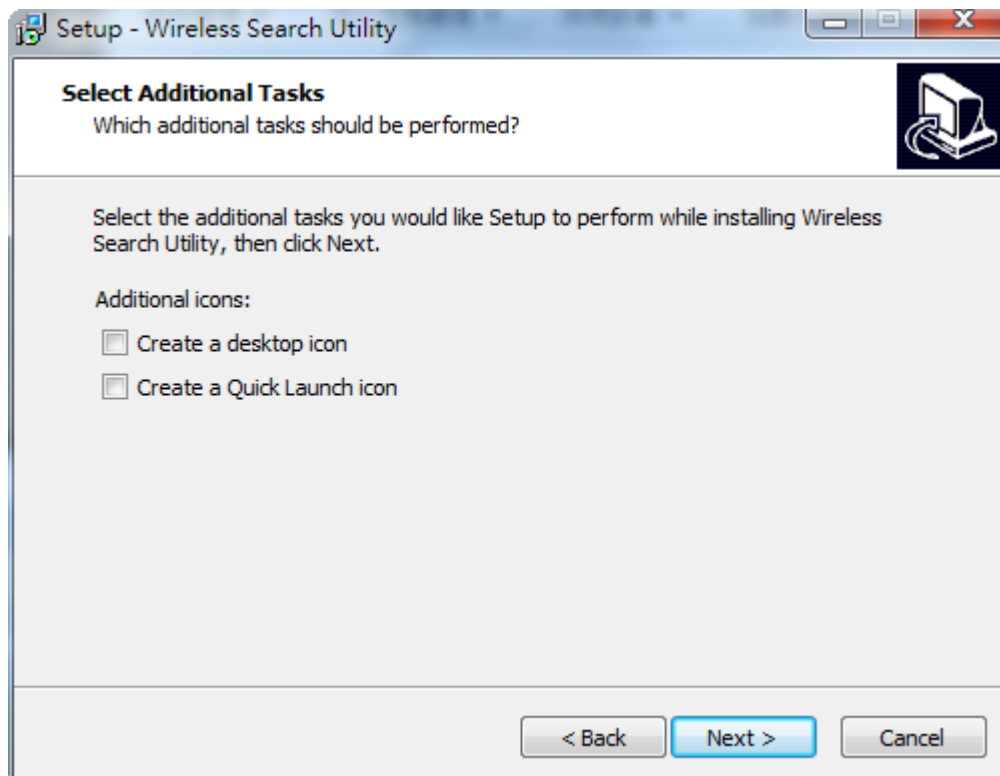 Setup - Wireless Search Utility
Select Additional Tasks
Which additional tasks should be performed?
Select the additional tasks you would like Setup to perform while installing Wireless
Search Utility, then click Next.
Additional icons:
Create a desktop icon
Create a Quick Launch icon
< Back
Next >
Cancel